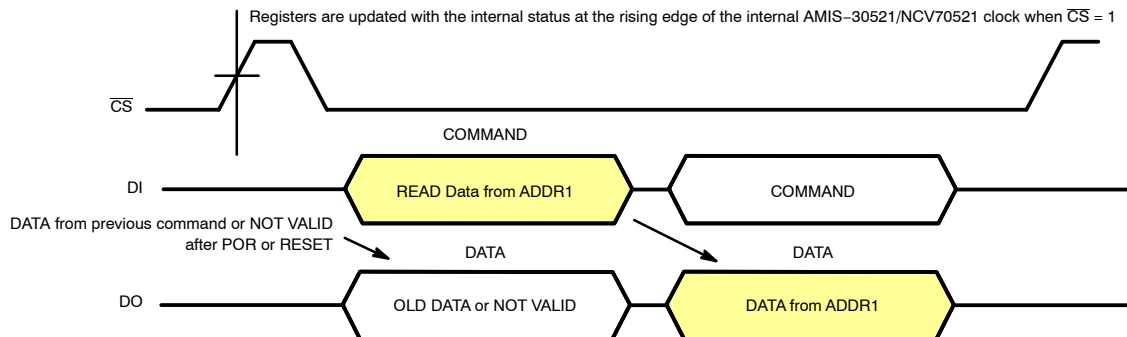 Registers are updated with the internal status at the rising edge of the internal AMIS−30521/NCV70521 clock when C̅S̅ = 1
C̅S̅
COMMAND
DI
READ Data from ADDR1
COMMAND
DATA from previous command or NOT VALID
after POR or RESET
DATA
DATA
DO
OLD DATA or NOT VALID
DATA from ADDR1